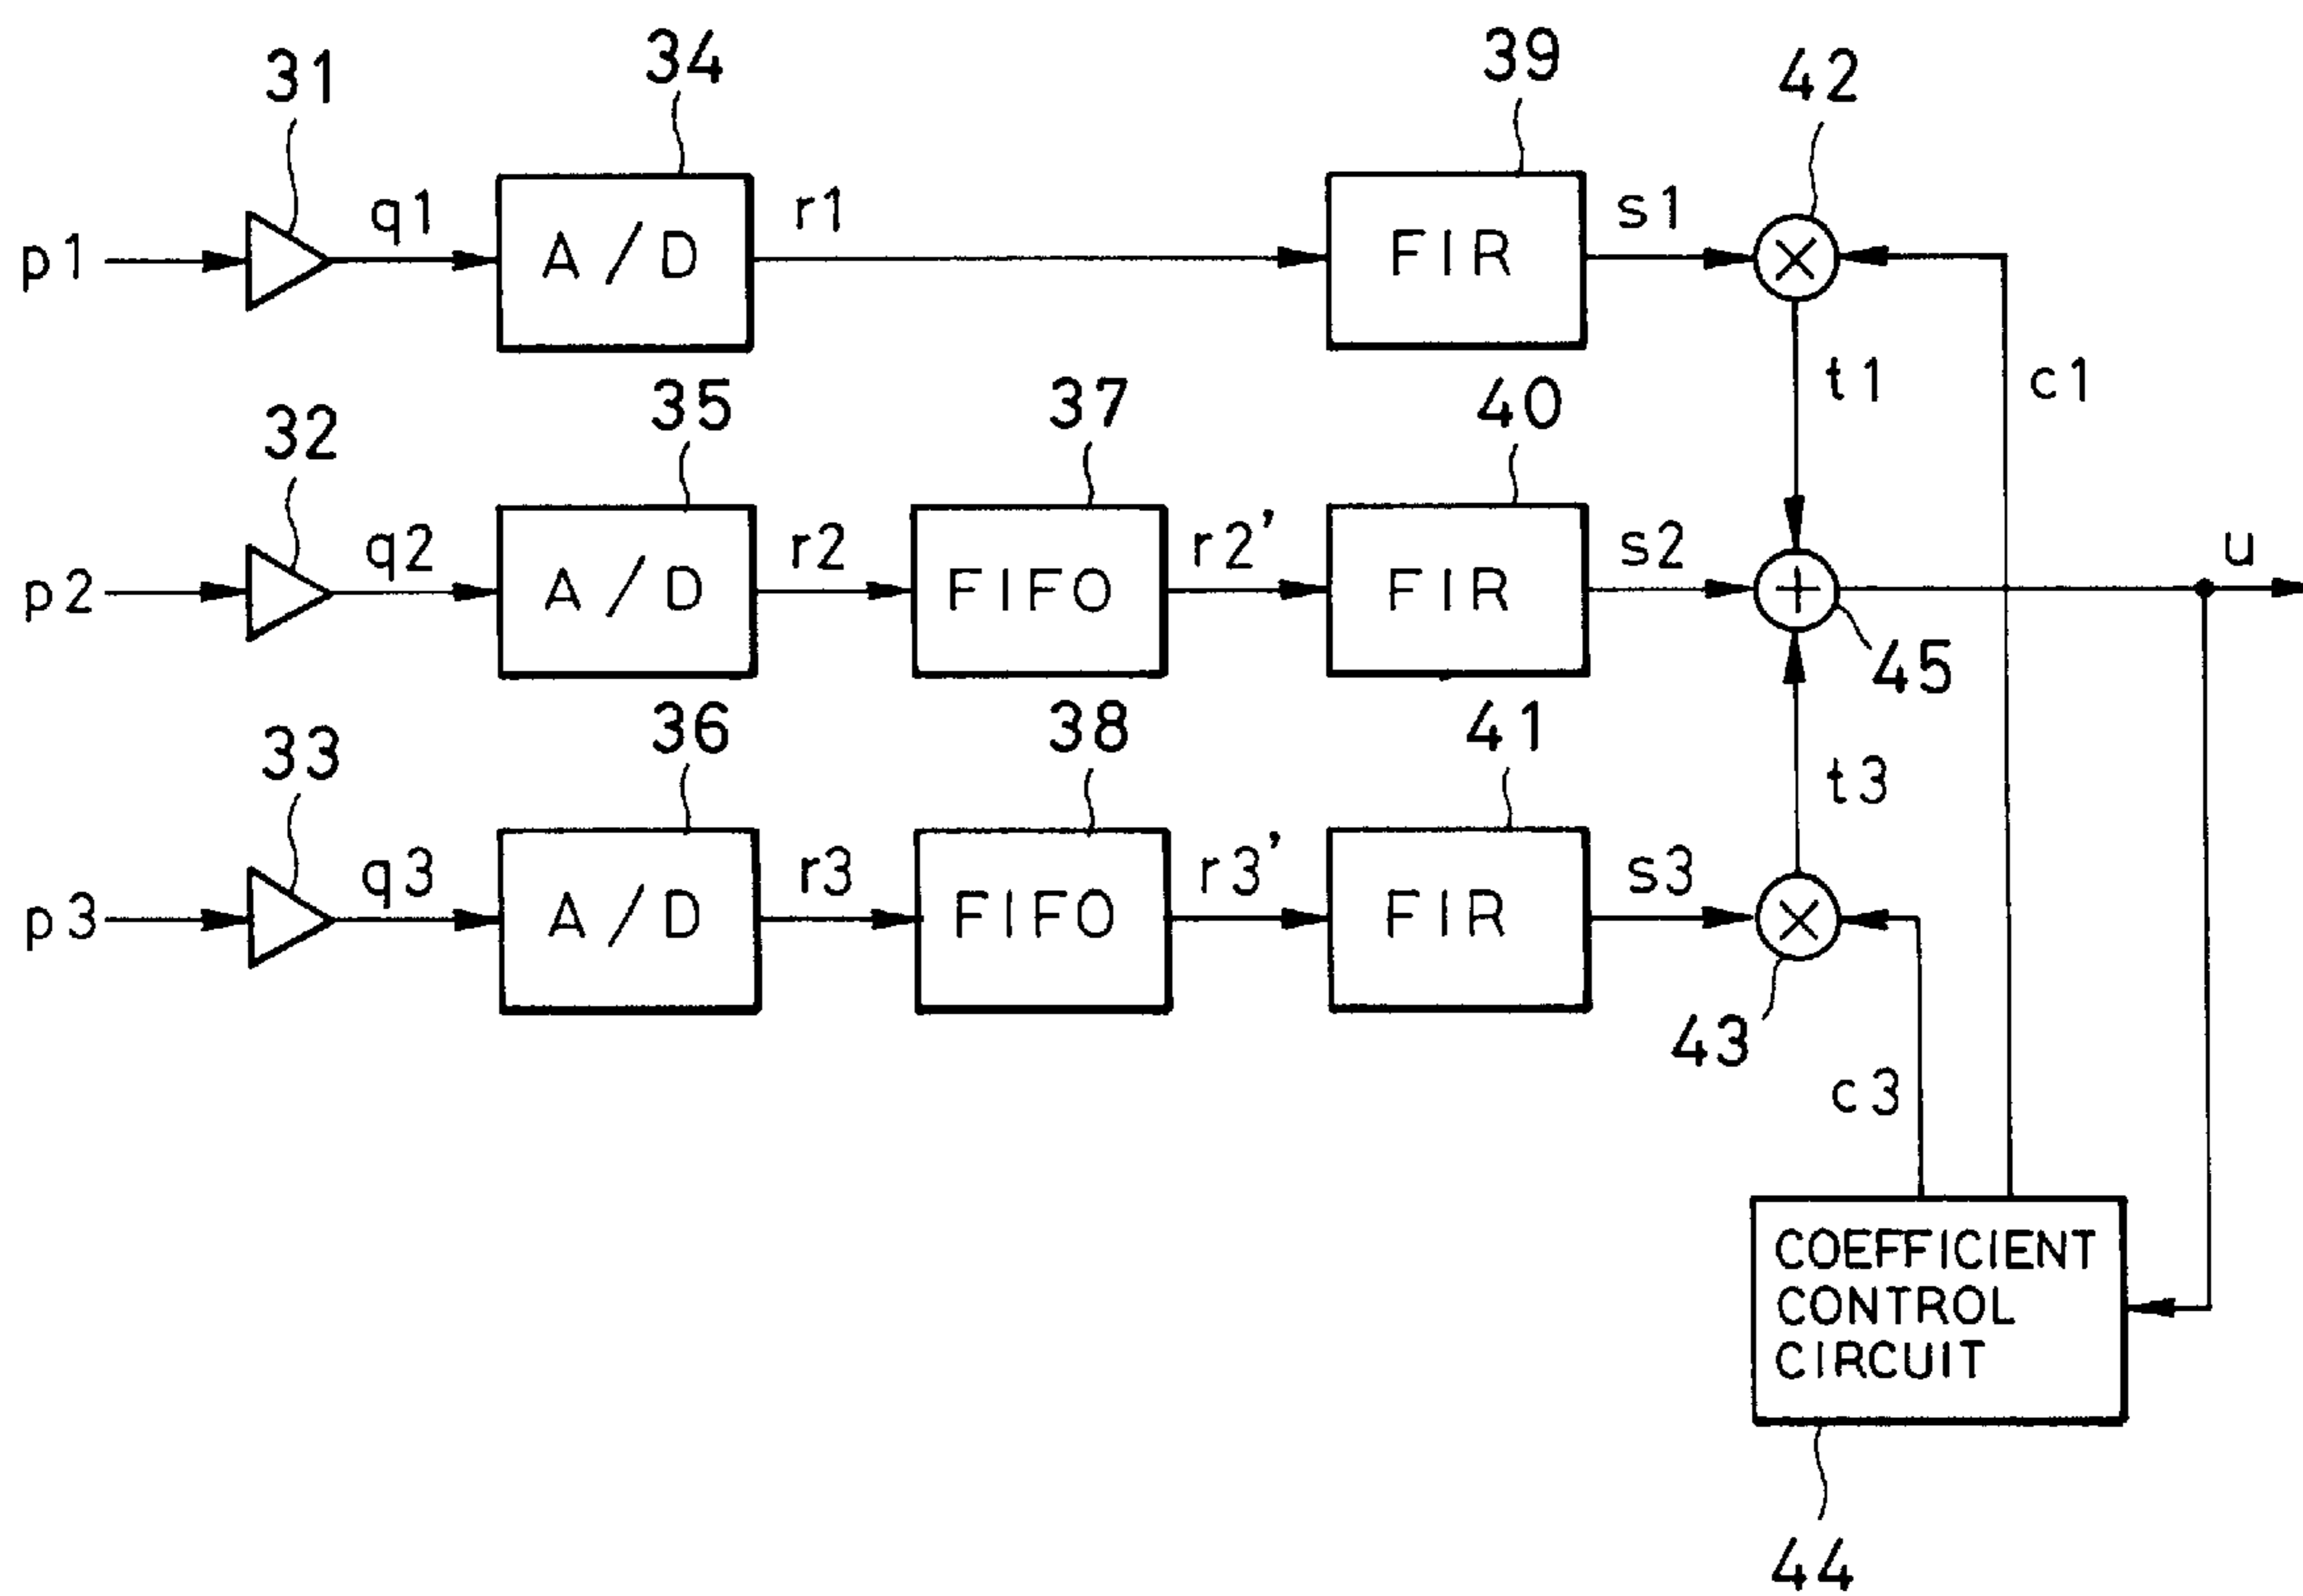 31
34
39
42
p1
q1
A/D
r1
FIR
s1
t1
c1
32
35
37
40
p2
q2
A/D
r2
FIFO
r2'
FIR
s2
u
45
33
36
38
41
p3
q3
A/D
r3
FIFO
r3'
FIR
s3
t3
43
c3
COEFFICIENT
CONTROL
CIRCUIT
44